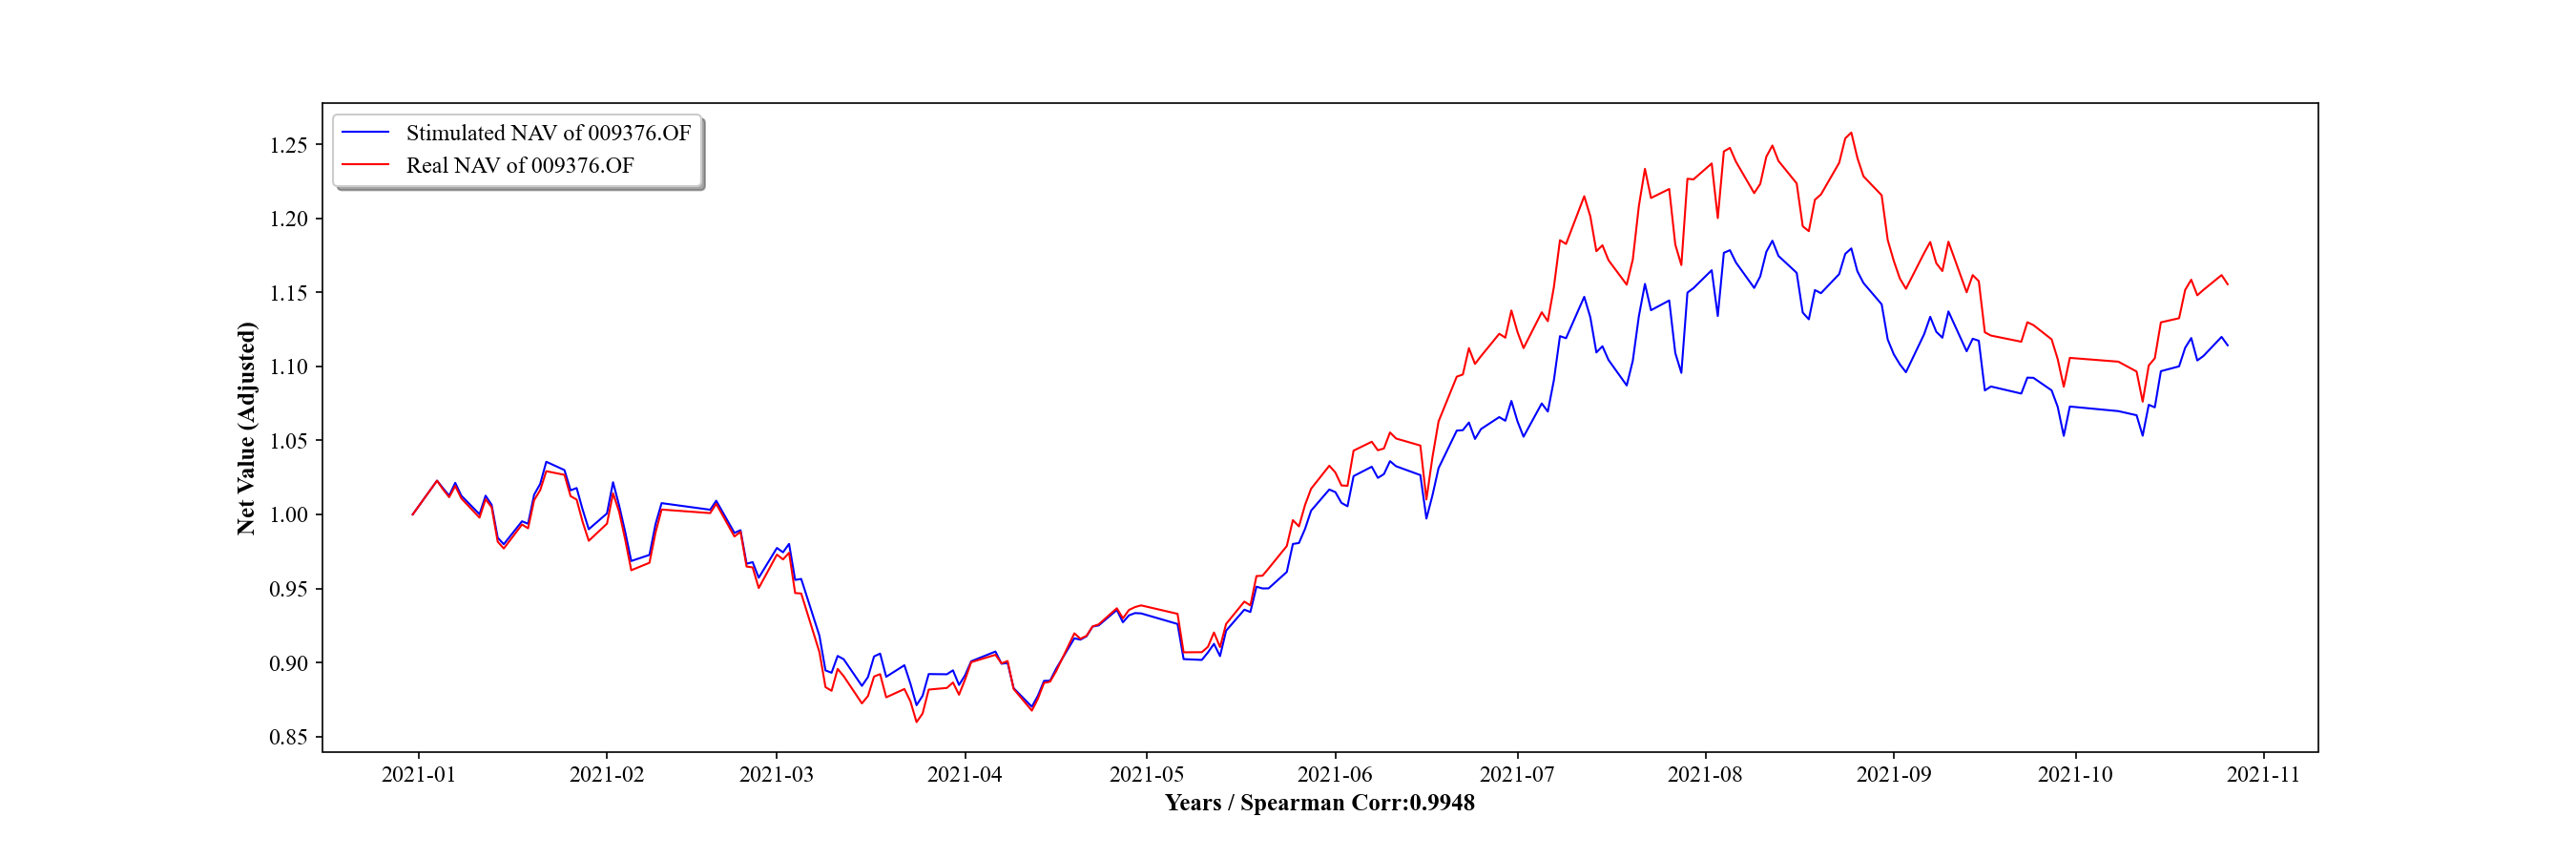 Stimulated NAV of 009376.OF
Real NAV of 009376.OF
Net Value (Adjusted)
1.25
1.20
1.15
1.10
1.05
1.00
0.95
0.90
0.85
2021-01 2021-02 2021-03 2021-04 2021-05 2021-06 2021-07 2021-08 2021-09 2021-10 2021-11
Years / Spearman Corr:0.9948